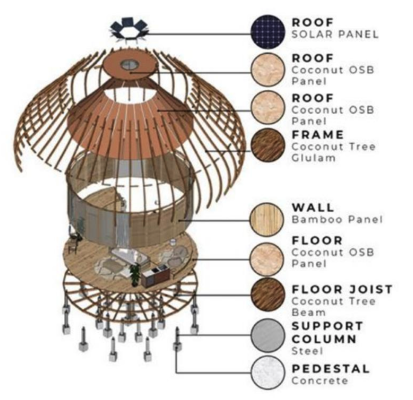 ROOF
SOLAR PANEL
ROOF
Coconut OSB
Panel
ROOF
Coconut OSB
Panel
FRAME
Coconut Tree
Glulam
WALL
Bamboo Panel
FLOOR
Coconut OSB
Panel
FLOOR JOIST
Coconut Tree
Beam
SUPPORT
COLUMN
Steel
PEDESTAL
Concrete